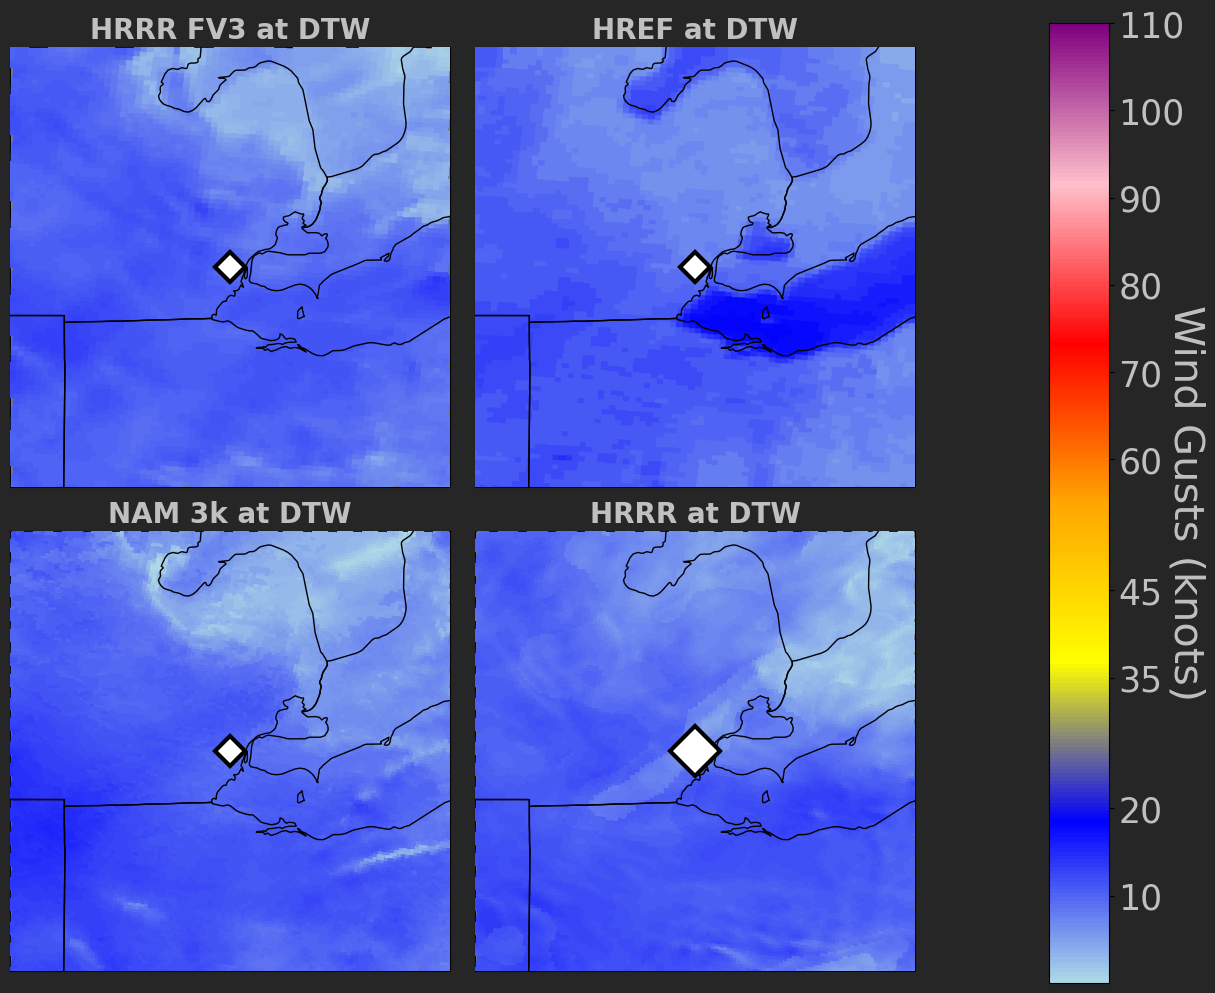 HRRR FV3 at DTW
HREF at DTW
NAM 3k at DTW
HRRR at DTW
110
100
90
80
70
60
45
35
20
10
Wind Gusts (knots)